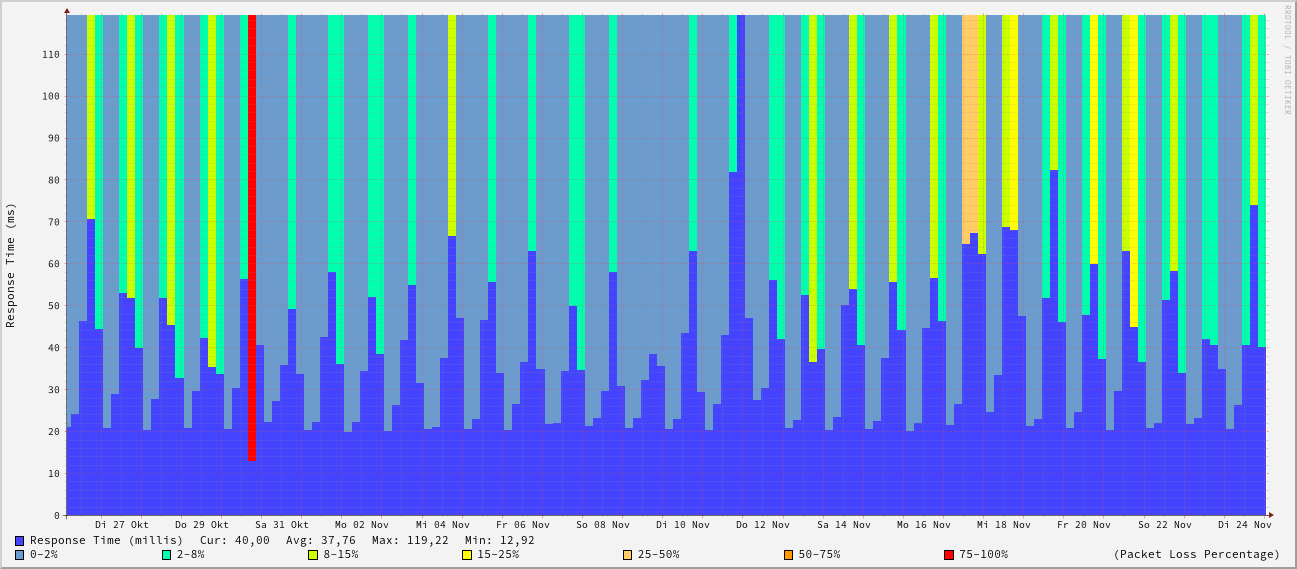 RRDTOOL / TOBI OETIKER
Response Time (ms)
110
100
90
80
70
60
50
40
30
20
10
0
Di 27 Okt Do 29 Okt Sa 31 Okt Mo 02 Nov Mi 04 Nov Fr 06 Nov So 08 Nov Di 10 Nov Do 12 Nov Sa 14 Nov Mo 16 Nov Mi 18 Nov Fr 20 Nov So 22 Nov Di 24 Nov
Response Time (millis) Cur: 40,00 Avg: 37,76 Max: 119,22 Min: 12,92
0-2% 2-8% 8-15% 15-25% 25-50% 50-75% 75-100% (Packet Loss Percentage)